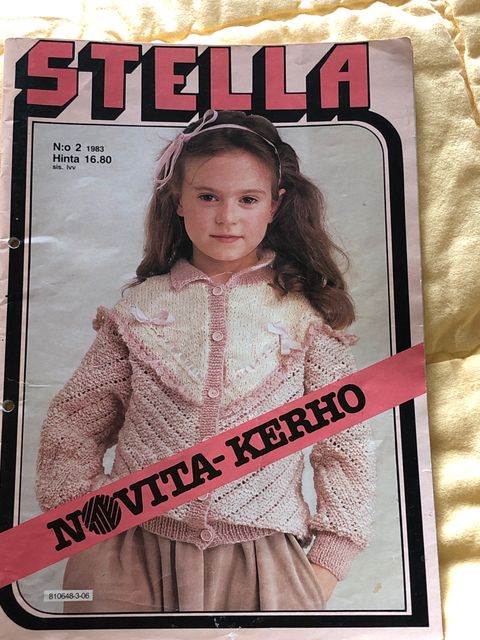 STELLA
N:o 2 1983
Hinta 16.80
sis. lvv
NOVITA-KERHO
810648-3-06